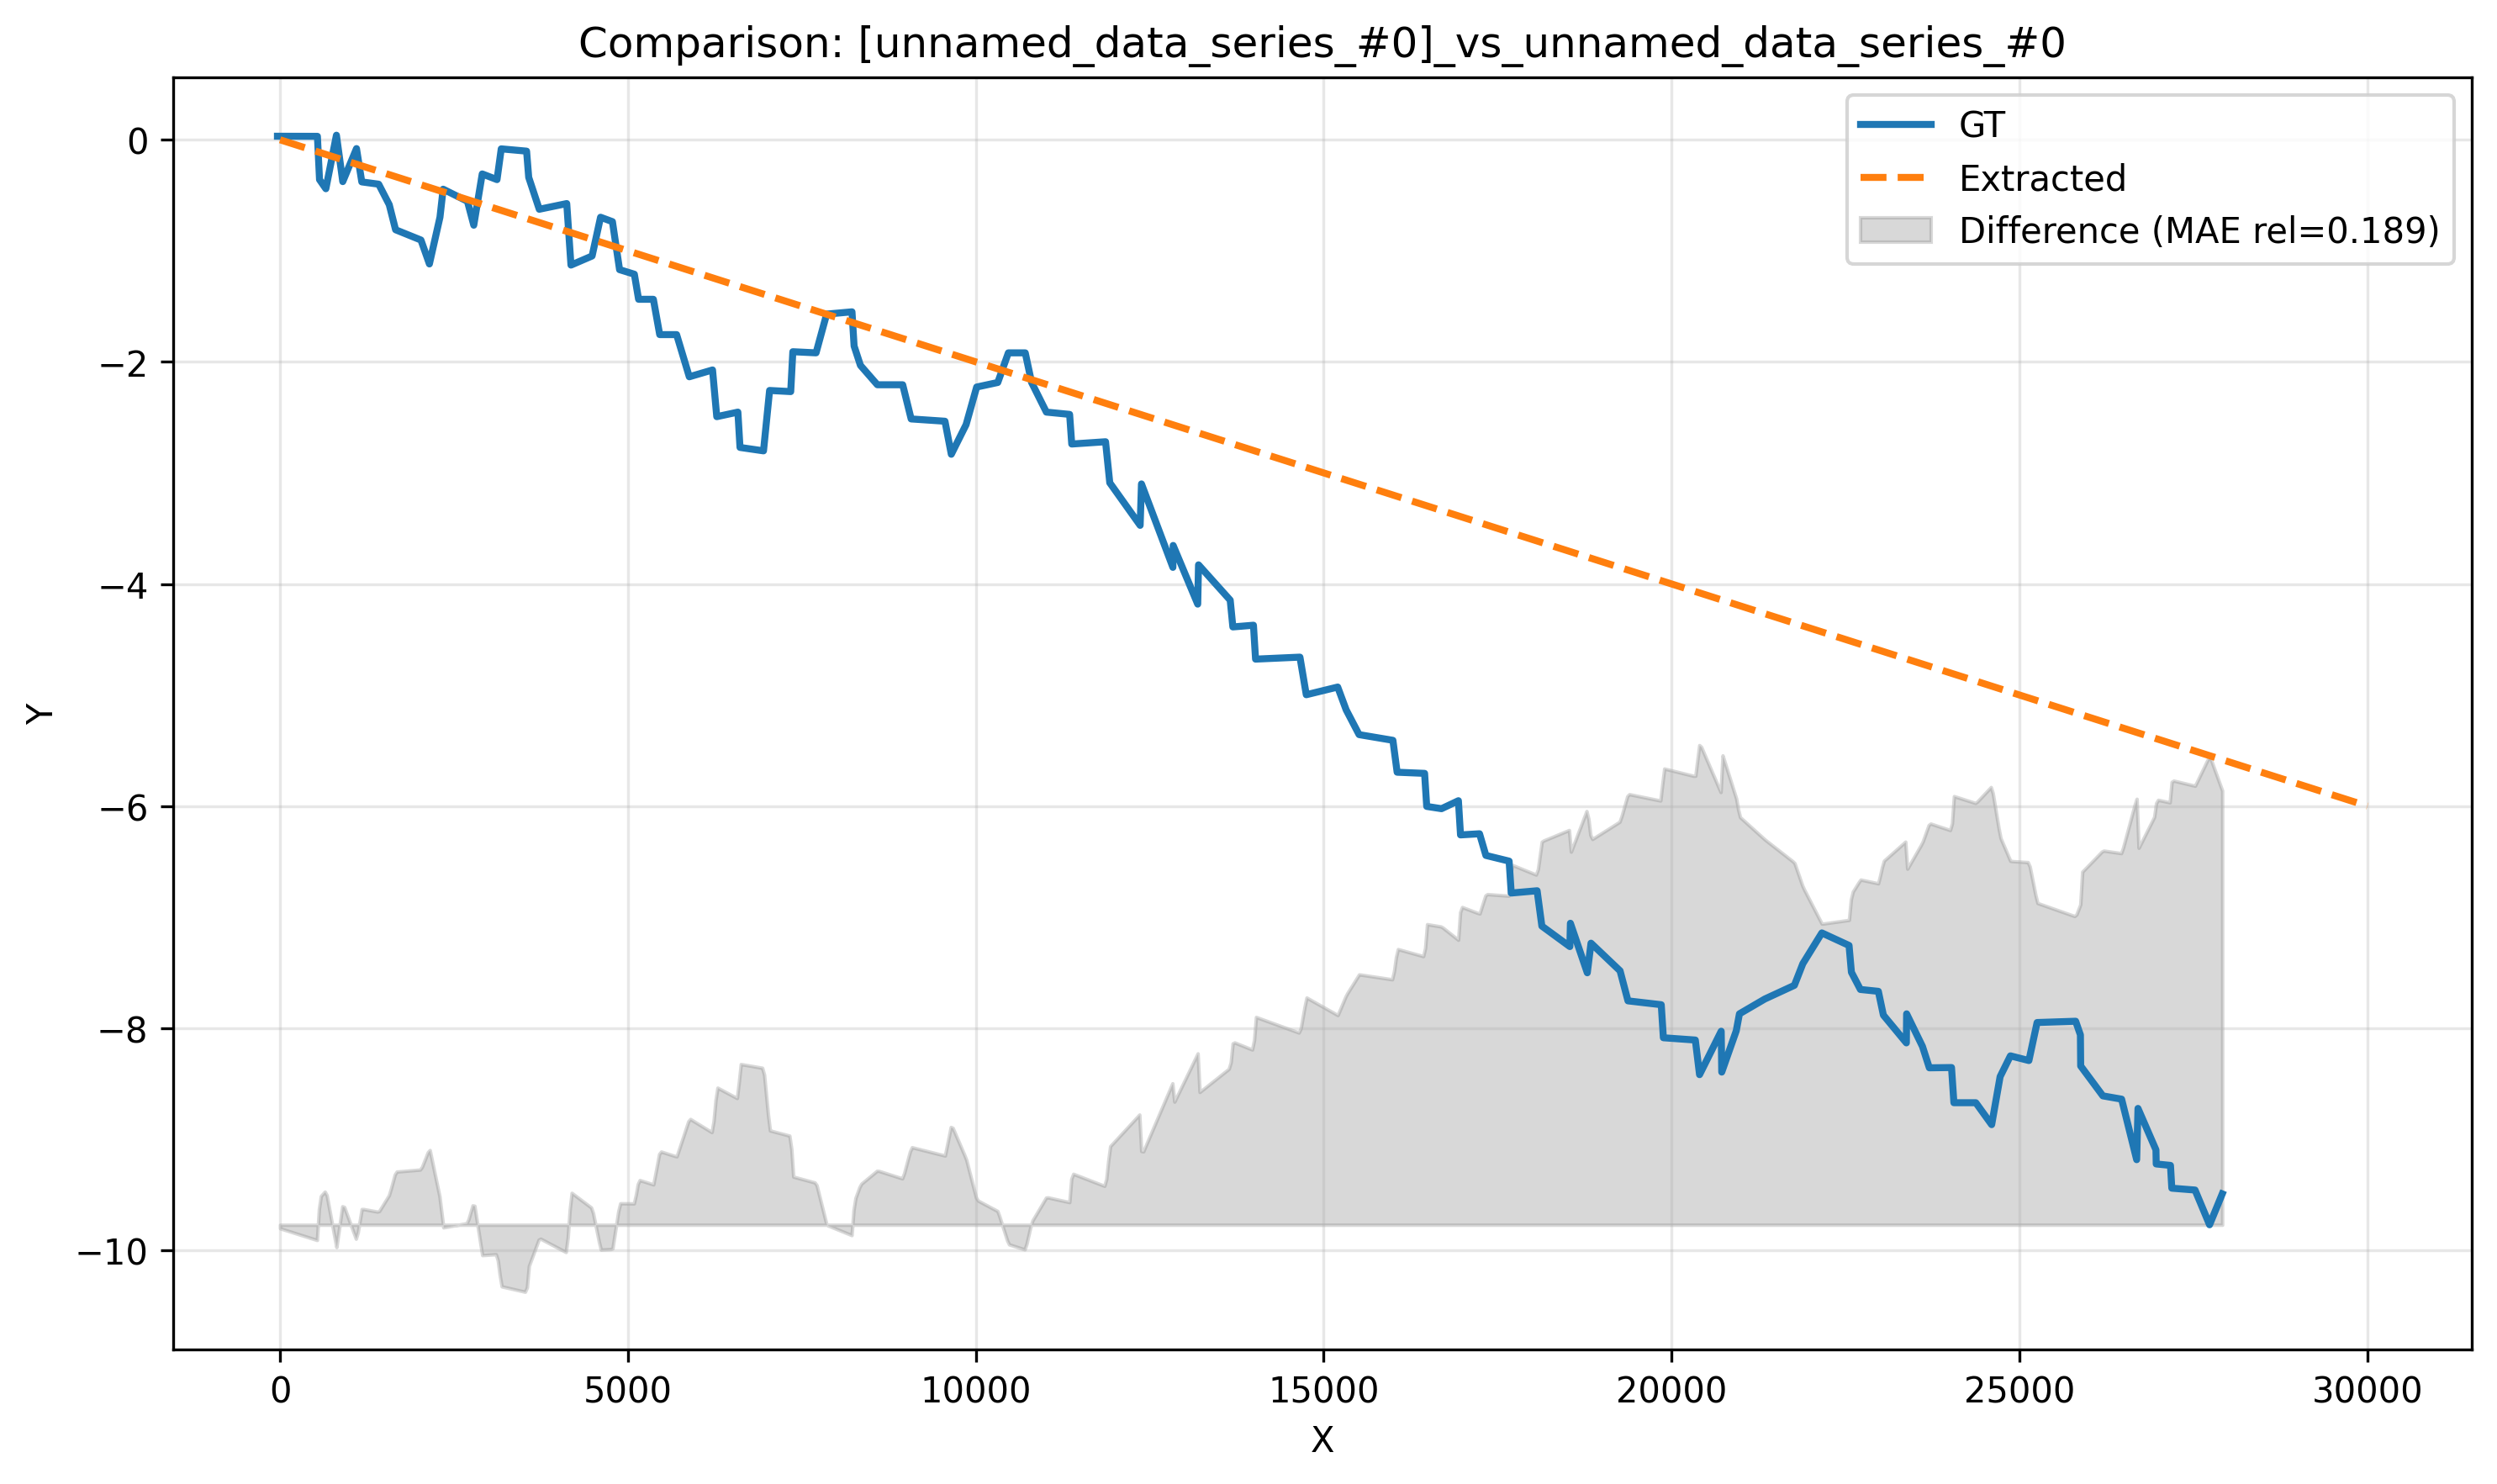 Comparison: [unnamed_data_series_#0]_vs_unnamed_data_series_#0
GT
Extracted
Difference (MAE rel=0.189)
0
−2
−4
−6
−8
−10
Y
0 5000 10000 15000 20000 25000 30000
X